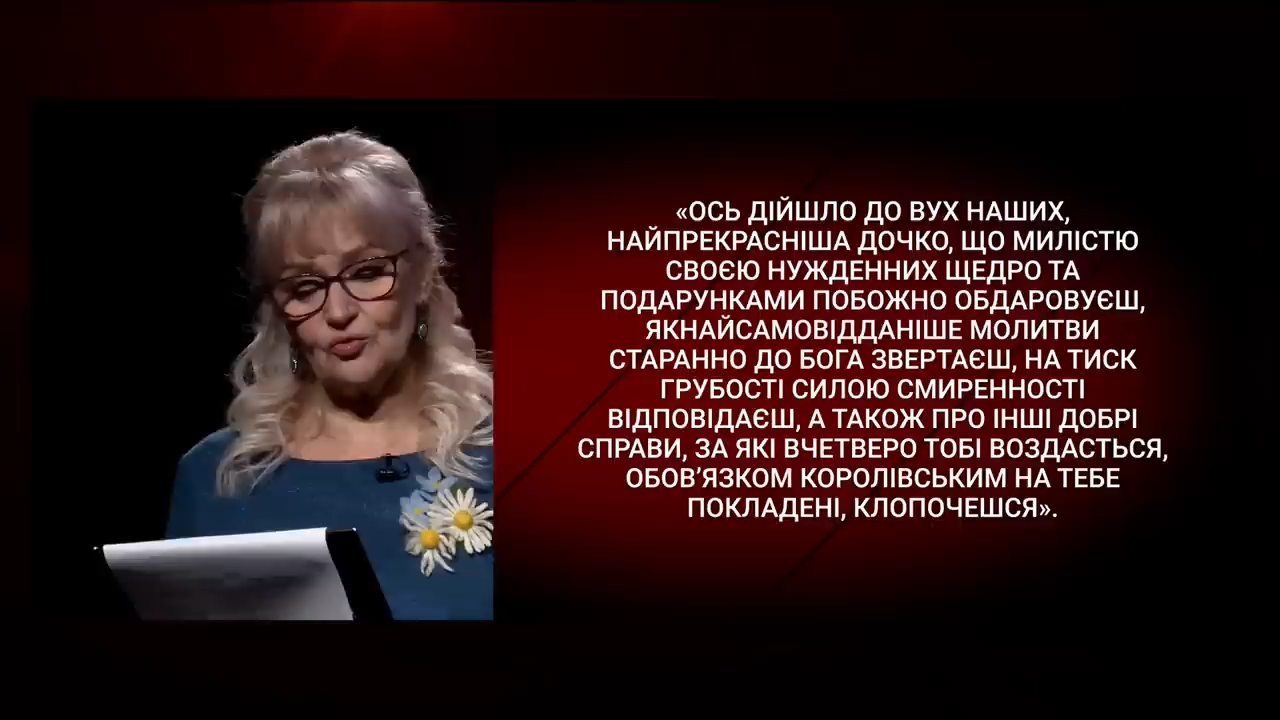 «ОСЬ ДІЙШЛО ДО ВУХ НАШИХ,
НАЙПРЕКРАСНІША ДОЧКО, ЩО МИЛІСТЮ
СВОЄЮ НУЖДЕННИХ ЩЕДРО ТА
ПОДАРУНКАМИ ПОБОЖНО ОБДАРОВУЄШ,
ЯКНАЙСАМОВІДДАНІШЕ МОЛИТВИ
СТАРАННО ДО БОГА ЗВЕРТАЄШ, НА ТИСК
ГРУБОСТІ СИЛОЮ СМИРЕННОСТІ
ВІДПОВІДАЄШ, А ТАКОЖ ПРО ІНШІ ДОБРІ
СПРАВИ, ЗА ЯКІ ВЧЕТВЕРО ТОБІ ВОЗДАСТЬСЯ,
ОБОВ’ЯЗКОМ КОРОЛІВСЬКИМ НА ТЕБЕ
ПОКЛАДЕНІ, КЛОПОЧЕШСЯ».